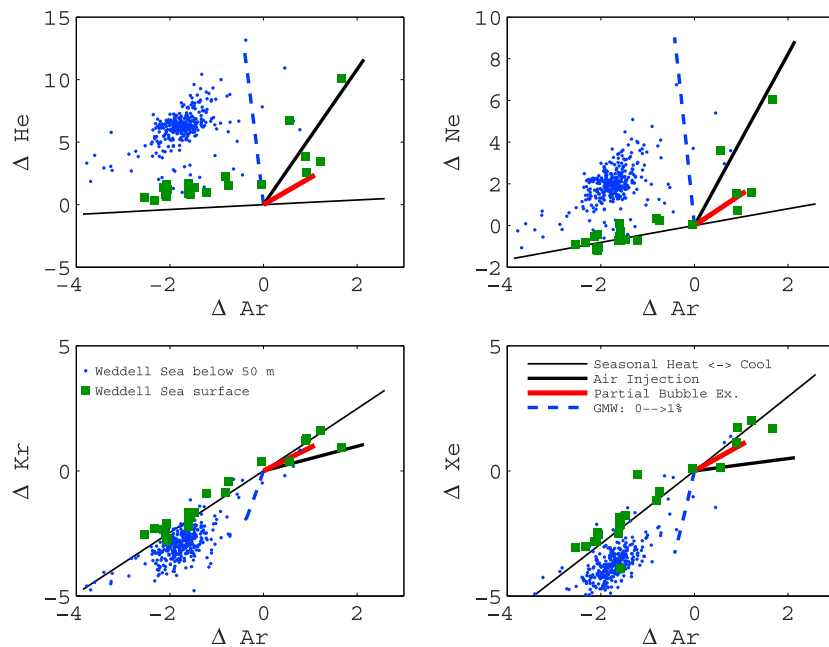 15
10
5
0
−5
Δ He
−4
−2
0
2
Δ Ar
10
8
6
4
2
0
−2
Δ Ne
−4
−2
0
2
Δ Ar
5
0
−5
Δ Kr
Weddell Sea below 50 m
Weddell Sea surface
−4
−2
0
2
Δ Ar
5
0
−5
Δ Xe
Seasonal Heat <-> Cool
Air Injection
Partial Bubble Ex.
GMW: 0-->1%
−4
−2
0
2
Δ Ar